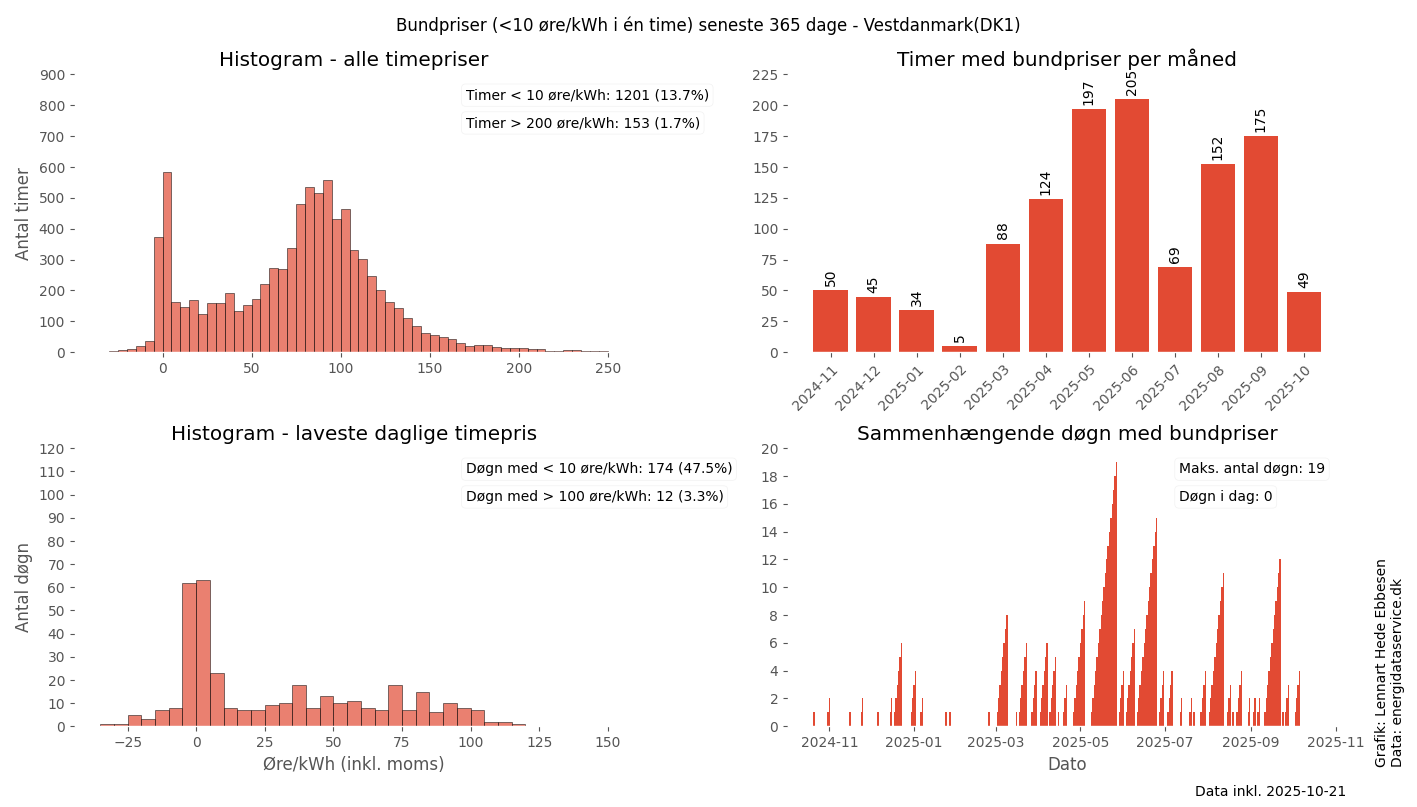 Bundpriser (<10 øre/kWh i én time) seneste 365 dage - Vestdanmark(DK1)
Histogram - alle timepriser
Timer < 10 øre/kWh: 1201 (13.7%)
Timer > 200 øre/kWh: 153 (1.7%)
Antal timer
900
800
700
600
500
400
300
200
100
0
0 50 100 150 200 250
Timer med bundpriser per måned
225
200
175
150
125
100
75
50
25
0
50 45 34 5 88 124 197 205 69 152 175 49
2024-11 2024-12 2025-01 2025-02 2025-03 2025-04 2025-05 2025-06 2025-07 2025-08 2025-09 2025-10
Histogram - laveste daglige timepris
Døgn med < 10 øre/kWh: 174 (47.5%)
Døgn med > 100 øre/kWh: 12 (3.3%)
Antal døgn
120
110
100
90
80
70
60
50
40
30
20
10
0
−25 0 25 50 75 100 125 150
Øre/kWh (inkl. moms)
Sammenhængende døgn med bundpriser
Maks. antal døgn: 19
Døgn i dag: 0
20
18
16
14
12
10
8
6
4
2
0
2024-11 2025-01 2025-03 2025-05 2025-07 2025-09 2025-11
Dato
Grafik: Lennart Hede Ebbesen
Data: energidataservice.dk
Data inkl. 2025-10-21